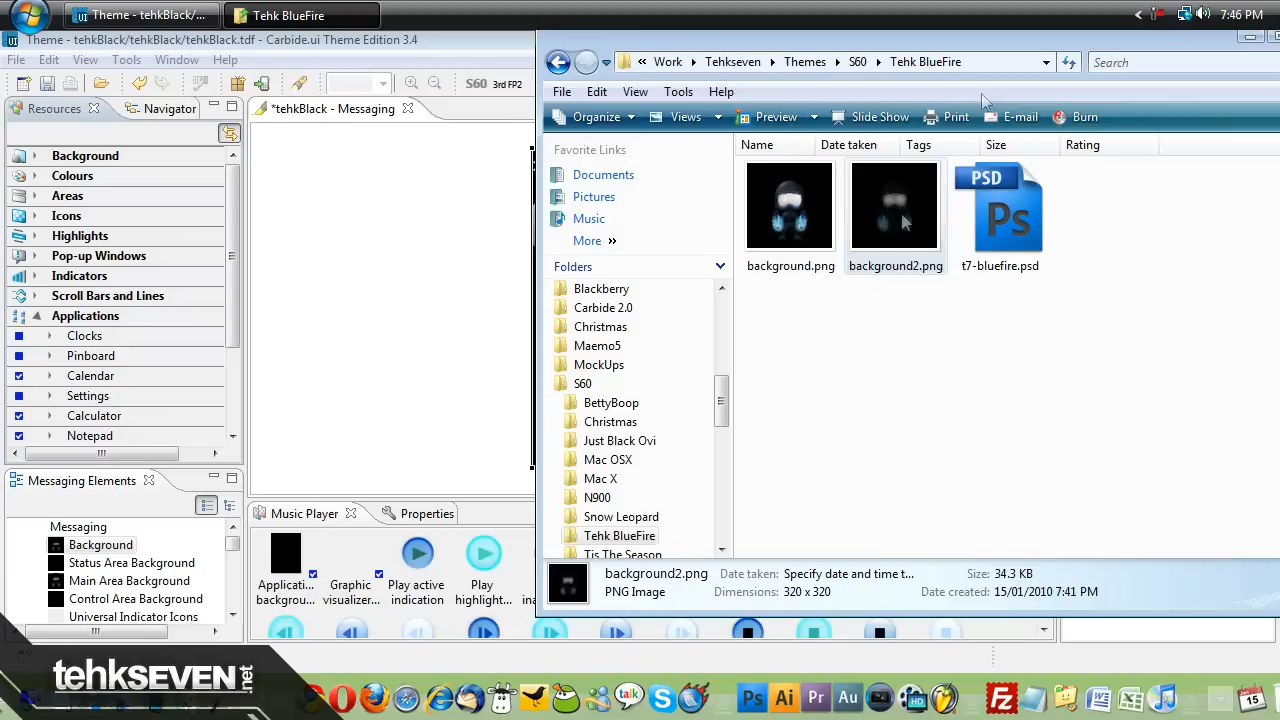 Theme - tehkBlack/...
Tehk BlueFire
7:46 PM
Theme - tehkBlack/tehkBlack/tehkBlack.tdf - Carbide.ui Theme Edition 3.4
File Edit View Tools Window Help
S60 3rd FP2
Resources
Navigator
*tehkBlack - Messaging
Background
Colours
Areas
Icons
Highlights
Pop-up Windows
Indicators
Scroll Bars and Lines
Applications
Clocks
Pinboard
Calendar
Settings
Calculator
Notepad
Messaging Elements
Messaging
Background
Status Area Background
Main Area Background
Control Area Background
Universal Indicator Icons
Music Player
Properties
Applicati... backgrou...
Graphic visualizer...
Play active indication
Play highlight...
Work Tehkseven Themes S60 Tehk BlueFire
Search
File Edit View Tools Help
Organize Views Preview Slide Show Print E-mail Burn
Favorite Links
Documents
Pictures
Music
More »
Folders
Blackberry
Carbide 2.0
Christmas
Maemo5
MockUps
S60
BettyBoop
Christmas
Just Black Ovi
Mac OSX
Mac X
N900
Snow Leopard
Tehk BlueFire
Tis The Season
Name Date taken Tags Size Rating
PSD
Ps
background.png
background2.png
t7-bluefire.psd
background2.png Date taken: Specify date and time t... Size: 34.3 KB
PNG Image Dimensions: 320 x 320 Date created: 15/01/2010 7:41 PM
tehkSEVEN.net
talk
Ps Ai Pr Au
HD
Fz
15